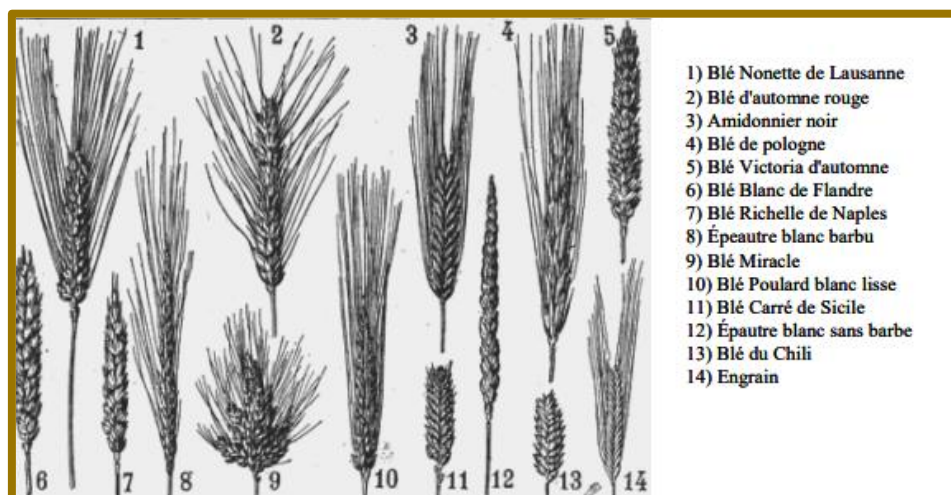 1 2 3 4 5
6 7 8 9 10 11 12 13 14
1) Blé Nonette de Lausanne
2) Blé d'automne rouge
3) Amidonnier noir
4) Blé de pologne
5) Blé Victoria d'automne
6) Blé Blanc de Flandre
7) Blé Richelle de Naples
8) Épeautre blanc barbu
9) Blé Miracle
10) Blé Poulard blanc lisse
11) Blé Carré de Sicile
12) Épautre blanc sans barbe
13) Blé du Chili
14) Engrain